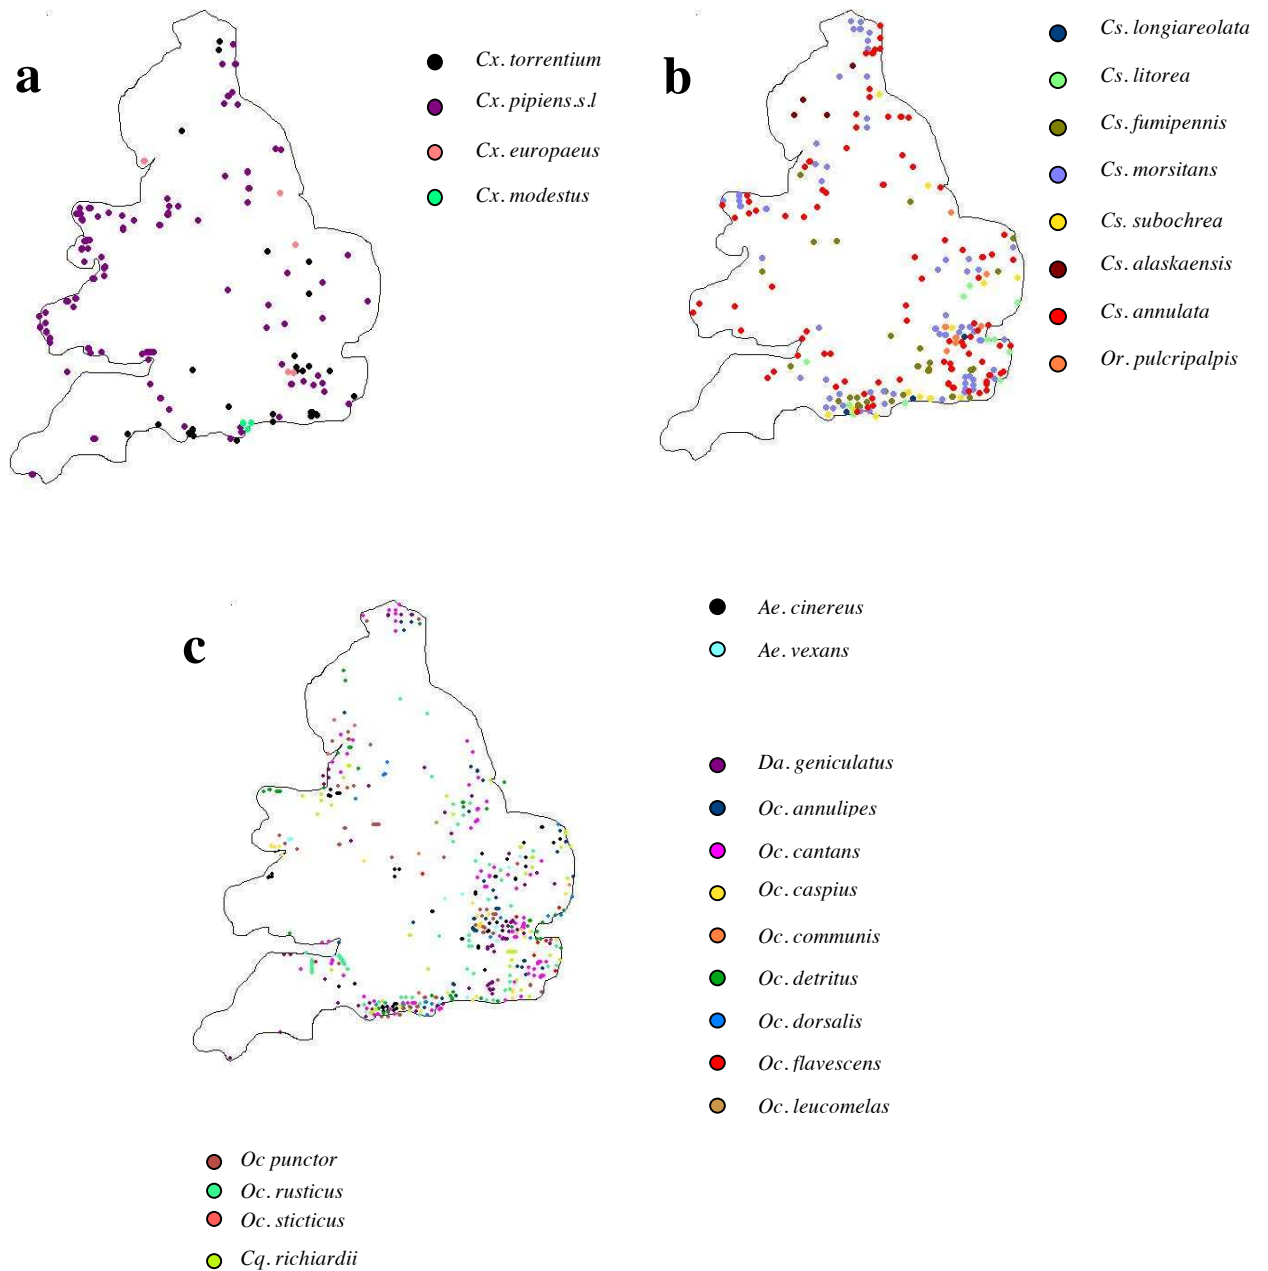 a
Cx. torrentium
Cx. pipiens.s.l
Cx. europaeus
Cx. modestus
b
Cs. longiareolata
Cs. litorea
Cs. fumipennis
Cs. morsitans
Cs. subochrea
Cs. alaskaensis
Cs. annulata
Or. pulcripalpis
c
Ae. cinereus
Ae. vexans
Da. geniculatus
Oc. annulipes
Oc. cantans
Oc. caspius
Oc. communis
Oc. detritus
Oc. dorsalis
Oc. flavescens
Oc. leucomelas
Oc punctor
Oc. rusticus
Oc. sticticus
Cq. richiardii